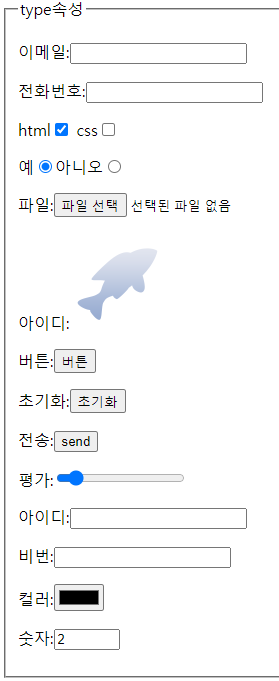 type속성
이메일:
전화번호:
html css
예 아니오
파일: 파일 선택 선택된 파일 없음
아이디:
버튼: 버튼
초기화: 초기화
전송: send
평가:
아이디:
비번:
컬러:
숫자: 2